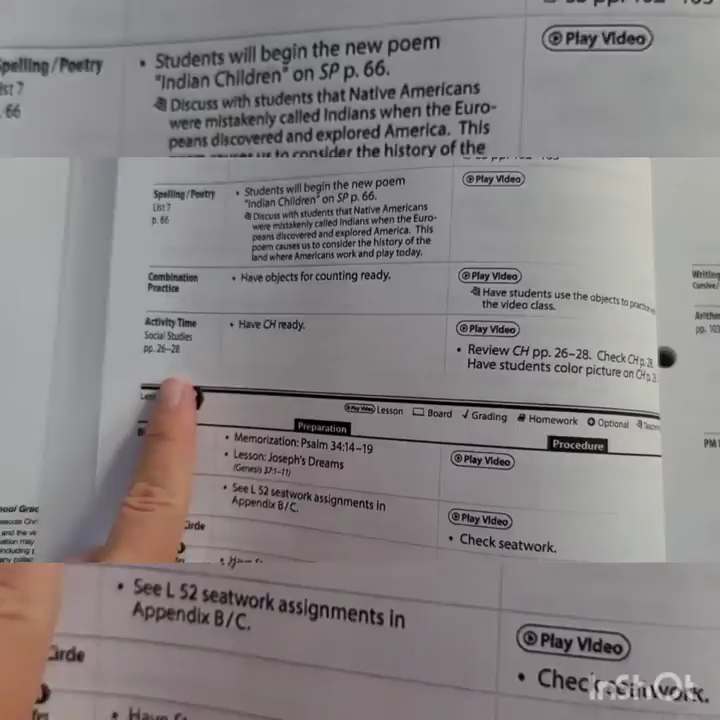 Spelling/Poetry
List 7
p. 66
• Students will begin the new poem
"Indian Children" on SP p. 66.
Discuss with students that Native Americans
were mistakenly called Indians when the Euro-
peans discovered and explored America. This
Play Video
Spelling/Poetry
List 7
p. 66
• Students will begin the new poem
"Indian Children" on SP p. 66.
Discuss with students that Native Americans
were mistakenly called Indians when the Euro-
peans discovered and explored America. This
poem causes us to consider the history of the
land where Americans work and play today.
Play Video
Combination
Practice
• Have objects for counting ready.
Play Video
Have students use the objects to practice
the video class.
Activity Time
Social Studies
pp. 26–28
• Have CH ready.
Play Video
• Review CH pp. 26–28. Check CH p. 28.
Have students color picture on CH p. 28
Play Video Lesson Board Grading Homework Optional
Preparation
Procedure
• Memorization: Psalm 34:14–19
• Lesson: Joseph's Dreams
(Genesis 37:1–11)
Play Video
• See L 52 seatwork assignments in
Appendix B/C.
Play Video
• Check seatwork.
pp. 103
• See L 52 seatwork assignments in
Appendix B/C.
Play Video
• Check seatwork.
InShOt